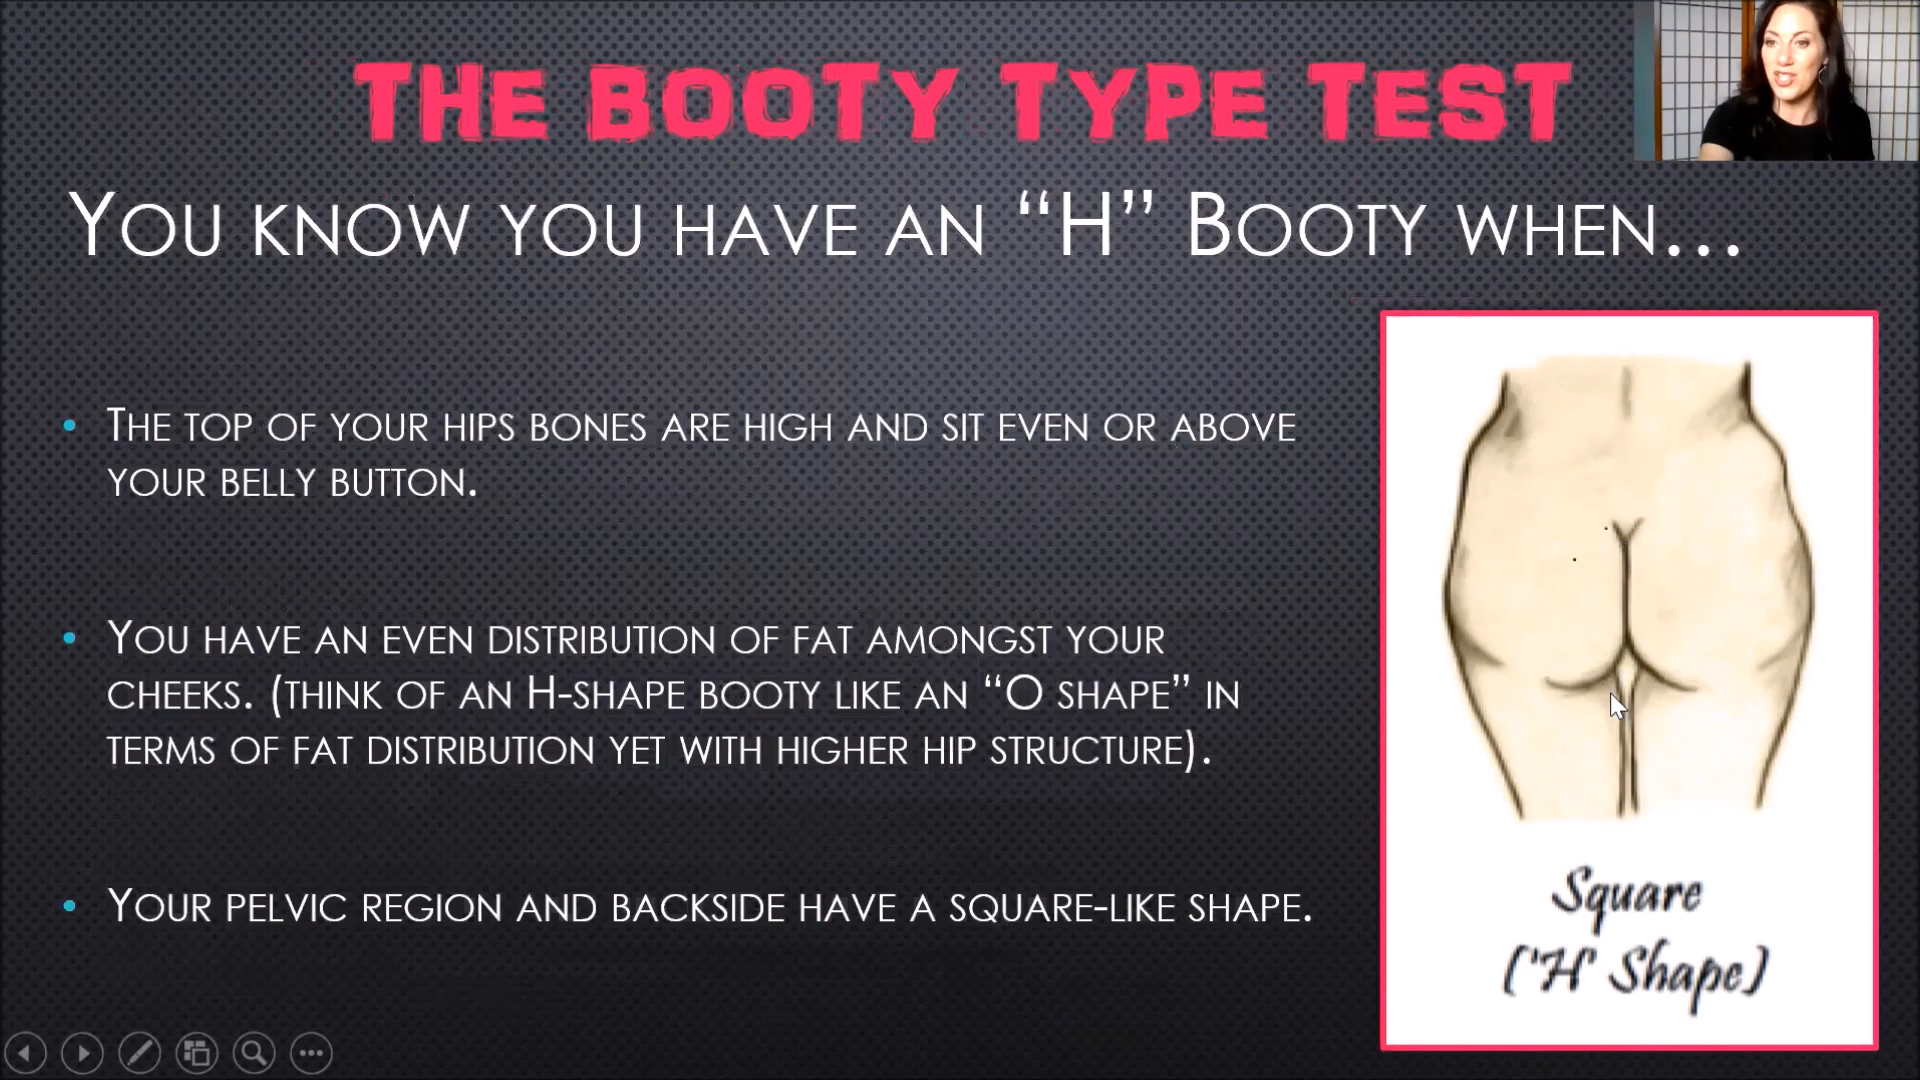 THE BOOTY TYPE TEST
YOU KNOW YOU HAVE AN “H” BOOTY WHEN…
• THE TOP OF YOUR HIPS BONES ARE HIGH AND SIT EVEN OR ABOVE
YOUR BELLY BUTTON.
• YOU HAVE AN EVEN DISTRIBUTION OF FAT AMONGST YOUR
CHEEKS. (THINK OF AN H-SHAPE BOOTY LIKE AN “O SHAPE” IN
TERMS OF FAT DISTRIBUTION YET WITH HIGHER HIP STRUCTURE).
• YOUR PELVIC REGION AND BACKSIDE HAVE A SQUARE-LIKE SHAPE.
Square
('H' Shape)